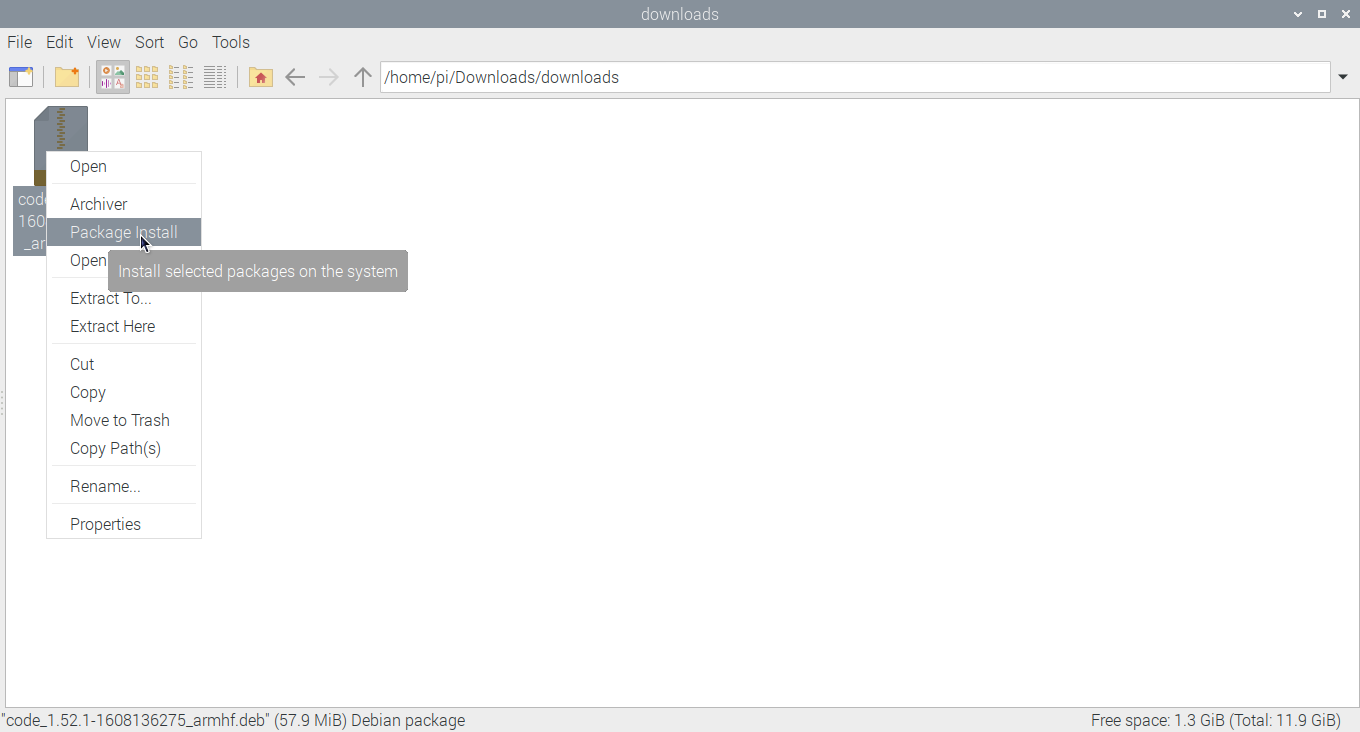 downloads
File Edit View Sort Go Tools
/home/pi/Downloads/downloads
code
160
_ar
Open
Archiver
Package Install
Open
Install selected packages on the system
Extract To...
Extract Here
Cut
Copy
Move to Trash
Copy Path(s)
Rename...
Properties
"code_1.52.1-1608136275_armhf.deb" (57.9 MiB) Debian package
Free space: 1.3 GiB (Total: 11.9 GiB)